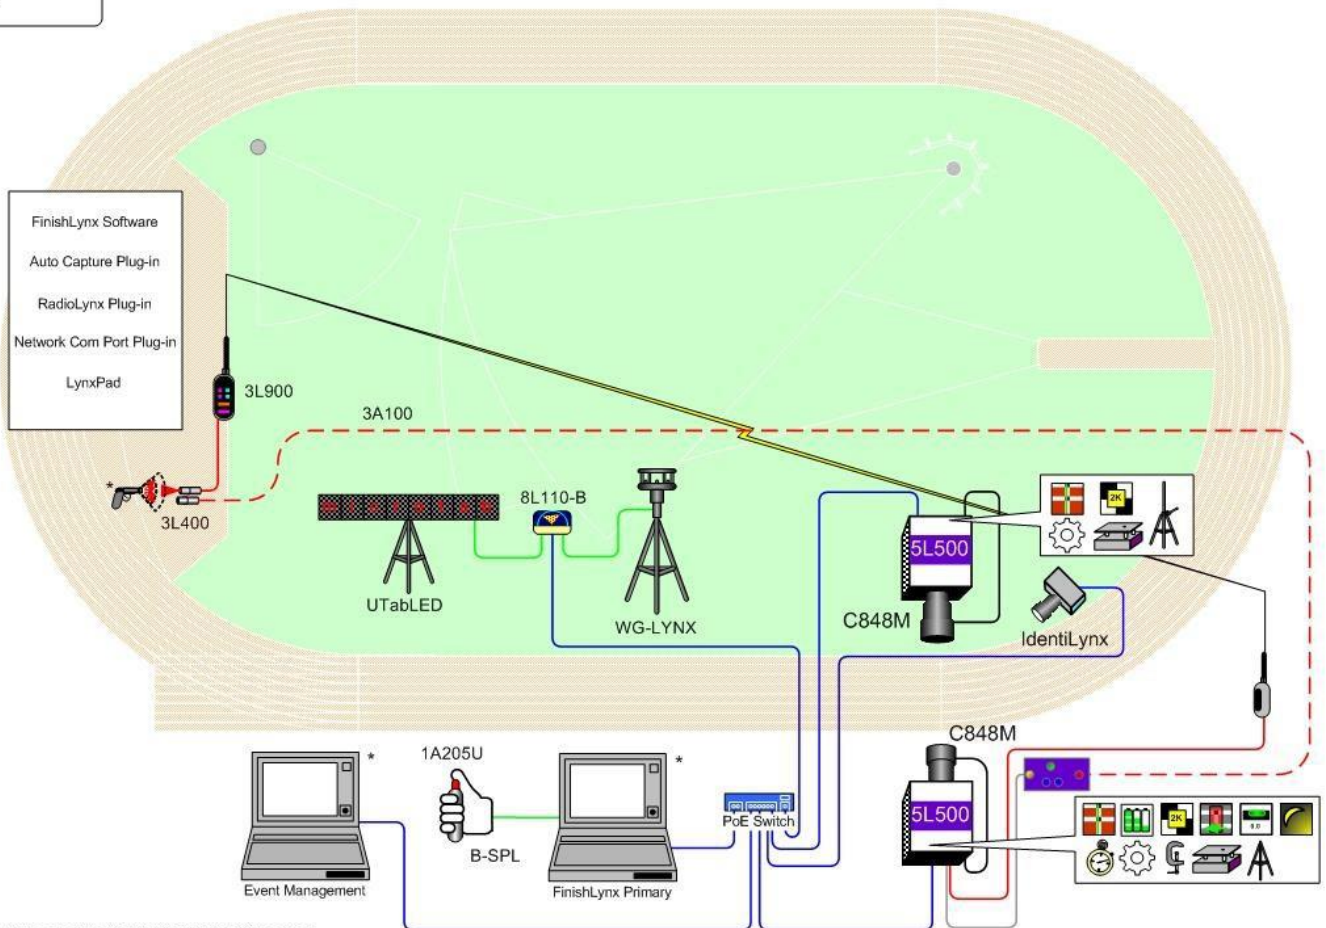 FinishLynx Software
Auto Capture Plug-in
RadioLynx Plug-in
Network Com Port Plug-in
LynxPad
3L900
3A100
*
3L400
8L110-B
UTabLED
WG-LYNX
2K
5L500
C848M
IdentiLynx
C848M
1A205U
*
*
PoE Switch
5L500
2K
B-SPL
Event Management
FinishLynx Primary